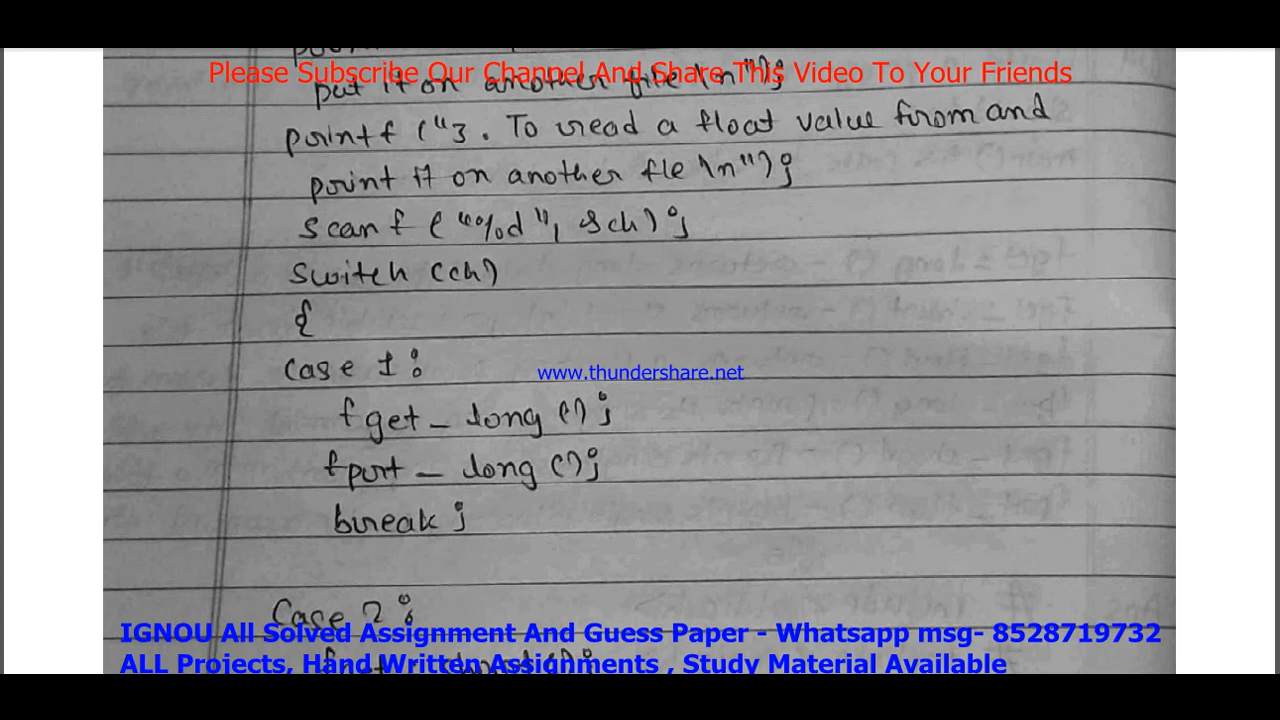 Please Subscribe Our Channel And Share This Video To Your Friends
put it on another file \n");
printf ("3. To read a float value from and
print it on another fle \n");
scanf ("%d", &ch);
switch (ch)
{
case 1:
fget_long ();
fput_long ();
break;
www.thundershare.net
Case 2:
IGNOU All Solved Assignment And Guess Paper - Whatsapp msg- 8528719732
ALL Projects, Hand Written Assignments , Study Material Available